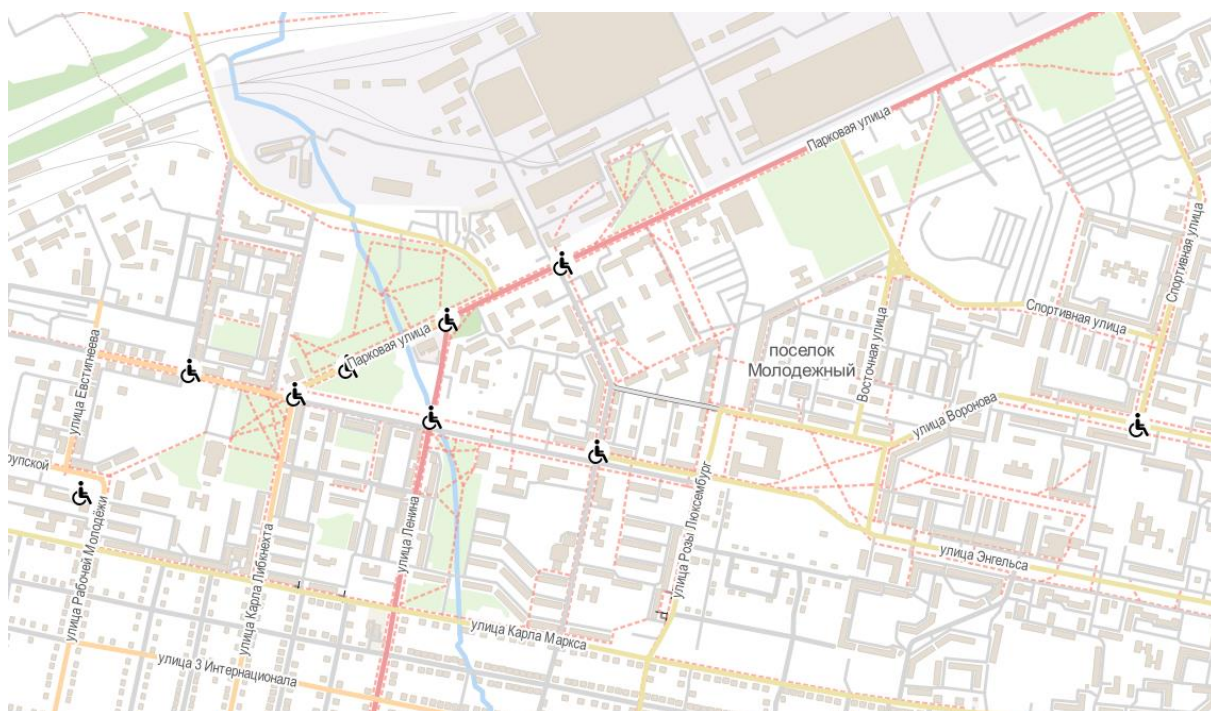 Парковая улица
Спортивная улица
Спортивная улица
Парковая улица
поселок
Молодежный
Восточная улица
улица Евстигнеева
улица Воронова
рупской
улица Ленина
улица Розы Люксембург
улица Энгельса
улица Рабочей Молодёжи
улица Карла Либкнехта
улица Карла Маркса
улица 3 Интернационала